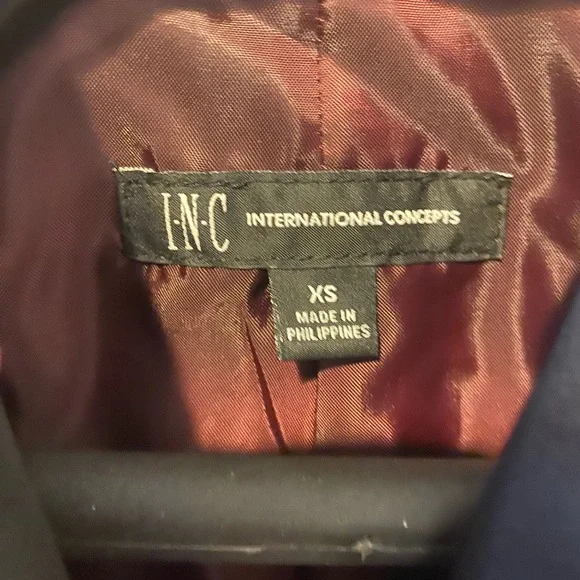 I·N·C INTERNATIONAL CONCEPTS
XS
MADE IN
PHILIPPINES